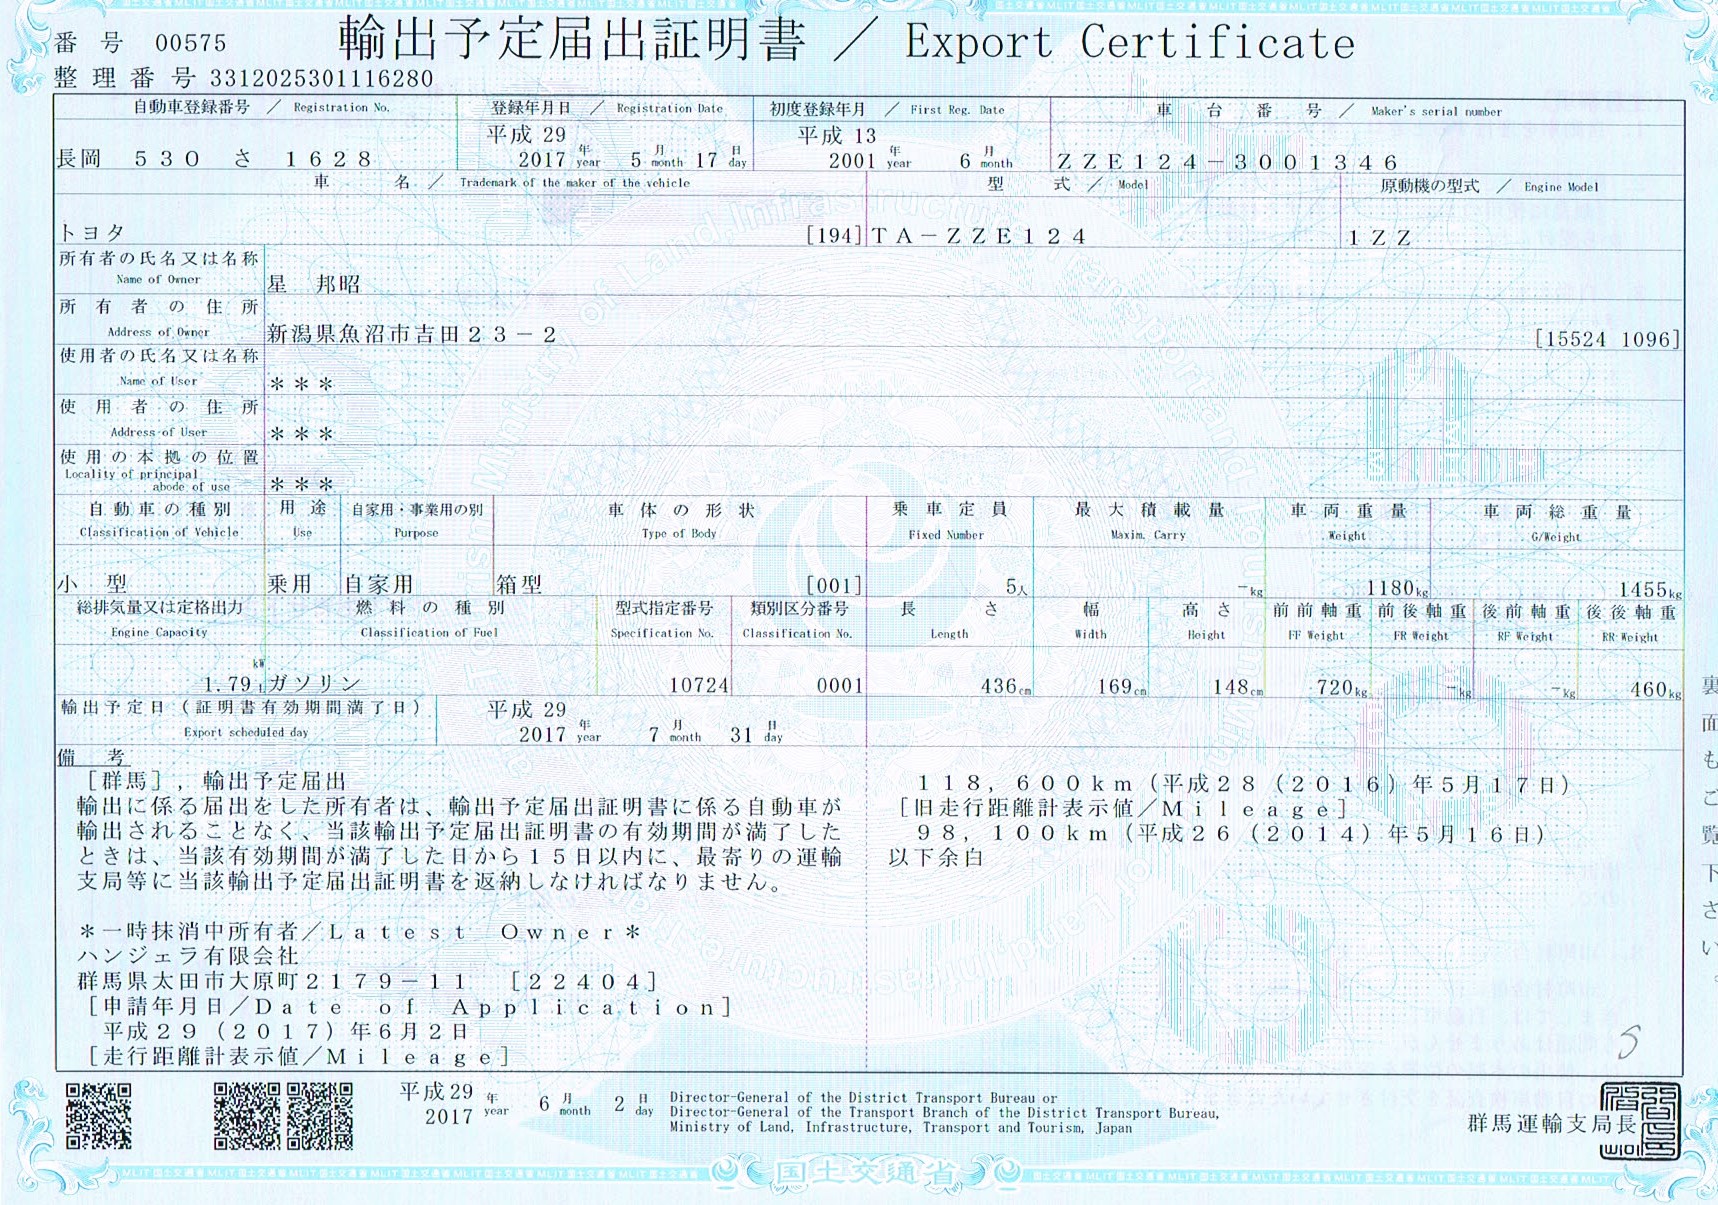 番号 00575
輸出予定届出証明書 / Export Certificate
整理番号 3312025301116280
自動車登録番号 / Registration No.
登録年月日 / Registration Date
初度登録年月 / First Reg. Date
車台番号 / Maker's serial number
長岡 530 さ 1628
平成 29
2017 年 year 5 月 month 17 日 day
平成 13
2001 年 year 6 月 month
ZZE124-3001346
車名 / Trademark of the maker of the vehicle
型式 / Model
原動機の型式 / Engine Model
トヨタ [194]
TA-ZZE124
1ZZ
所有者の氏名又は名称
Name of Owner
星 邦昭
所有者の住所
Address of Owner
新潟県魚沼市吉田23-2 [15524 1096]
使用者の氏名又は名称
Name of User
***
使用者の住所
Address of User
***
使用の本拠の位置
Locality of principal
abode of use
***
自動車の種別 用途 自家用・事業用の別 車体の形状 乗車定員 最大積載量 車両重量 車両総重量
Classification of Vehicle Use Purpose Type of Body Fixed Number Maxim. Carry Weight G/Weight
小型 乗用 自家用 箱型 [001] 5人 -kg 1180kg 1455kg
総排気量又は定格出力 燃料の種別 型式指定番号 類別区分番号 長さ 幅 高さ 前前軸重 前後軸重 後前軸重 後後軸重
Engine Capacity Classification of Fuel Specification No. Classification No. Length Width Height FF Weight FR Weight RF Weight RR Weight
kW
1.79 L ガソリン 10724 0001 436cm 169cm 148cm 720kg -kg -kg 460kg
輸出予定日(証明書有効期間満了日)
Export scheduled day
平成 29
2017 年 year 7 月 month 31 日 day
備考
[群馬],輸出予定届出
輸出に係る届出をした所有者は、輸出予定届出証明書に係る自動車が
輸出されることなく、当該輸出予定届出証明書の有効期間が満了した
ときは、当該有効期間が満了した日から15日以内に、最寄りの運輸
支局等に当該輸出予定届出証明書を返納しなければなりません。
*一時抹消中所有者/Latest Owner*
ハンジェラ有限会社
群馬県太田市大原町2179-11 [22404]
[申請年月日/Date of Application]
平成29(2017)年6月2日
[走行距離計表示値/Mileage]
118,600km(平成28(2016)年5月17日)
[旧走行距離計表示値/Mileage]
98,100km(平成26(2014)年5月16日)
以下余白
裏面もご覧下さい。
平成29
2017 年 year 6 月 month 2 日 day
Director-General of the District Transport Bureau or
Director-General of the Transport Branch of the District Transport Bureau,
Ministry of Land, Infrastructure, Transport and Tourism, Japan
群馬運輸支局長
国土交通省